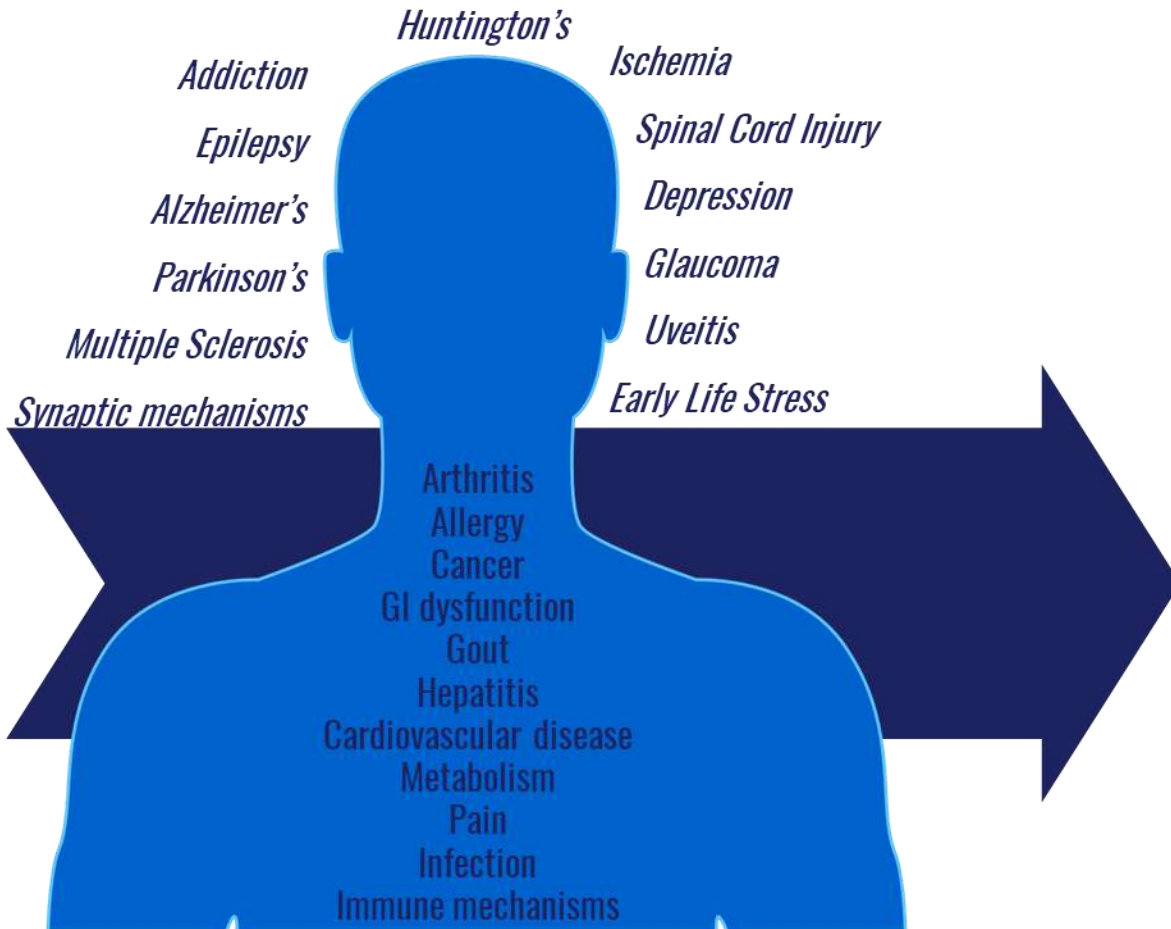 Huntington’s
Addiction
Epilepsy
Alzheimer’s
Parkinson’s
Multiple Sclerosis
Synaptic mechanisms
Ischemia
Spinal Cord Injury
Depression
Glaucoma
Uveitis
Early Life Stress
Arthritis
Allergy
Cancer
GI dysfunction
Gout
Hepatitis
Cardiovascular disease
Metabolism
Pain
Infection
Immune mechanisms